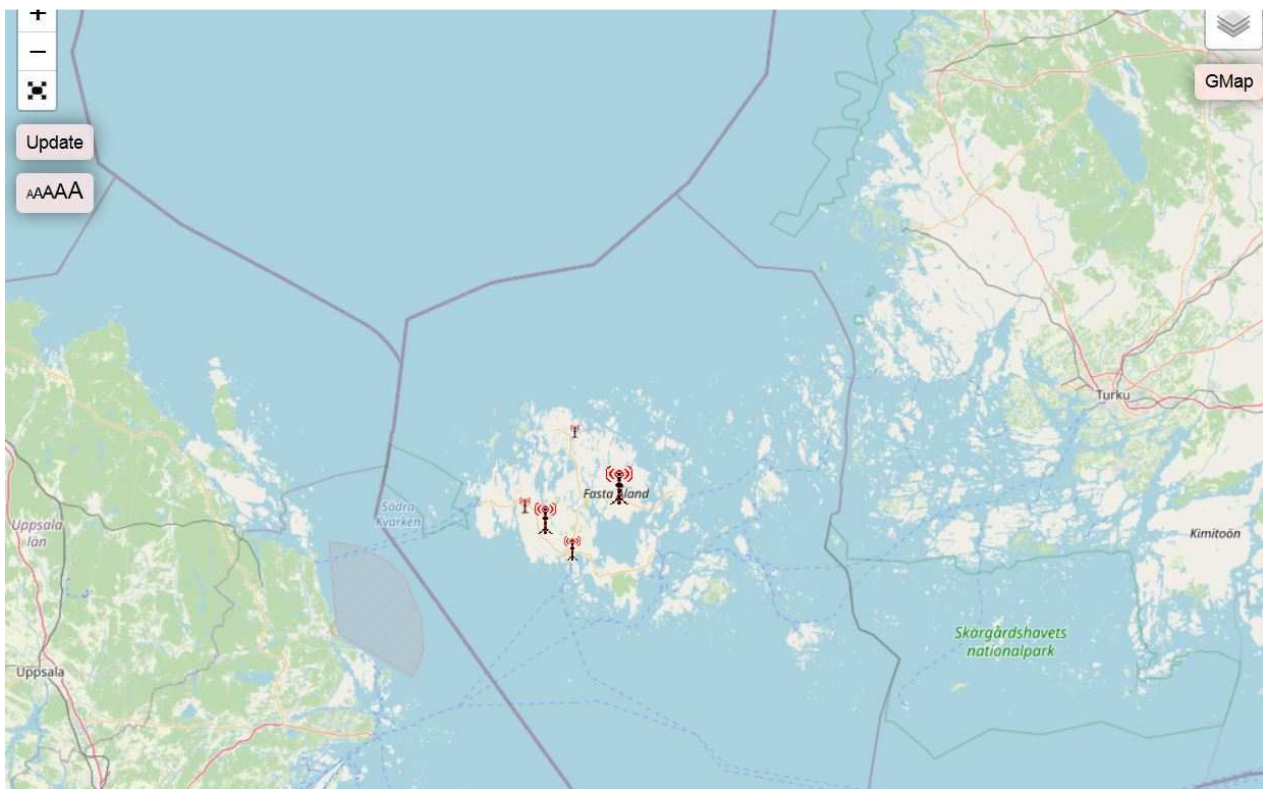 +
−
Update
AAAAA
GMap
Turku
Fasta Åland
Södra
Kvarken
Uppsala
län
Kimitoön
Skärgårdshavets
nationalpark
Uppsala